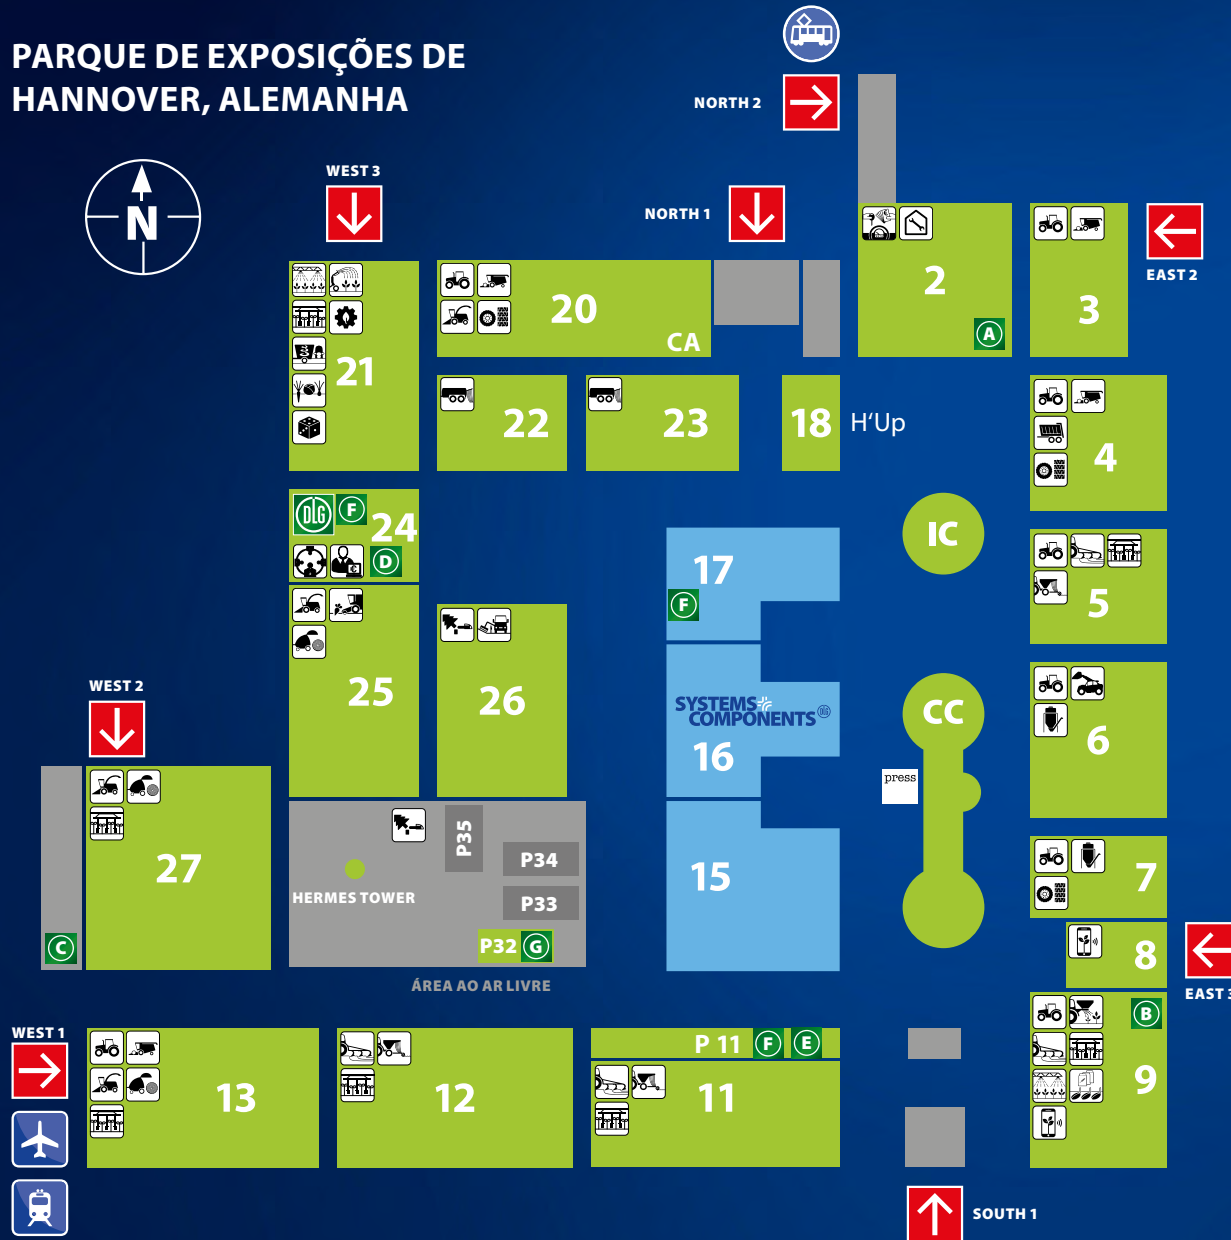 PARQUE DE EXPOSIÇÕES DE
HANNOVER, ALEMANHA
NORTH 2
WEST 3
NORTH 1
N
EAST 2
2
A
3
20
CA
21
22
23
18
H'Up
4
DLG
F
24
D
IC
17
F
5
25
26
SYSTEMS
COMPONENTS
16
CC
6
WEST 2
press
27
P35
P34
HERMES TOWER
P33
15
7
C
P32
G
8
ÁREA AO AR LIVRE
EAST 3
WEST 1
B
P 11
F
E
13
12
11
9
SOUTH 1